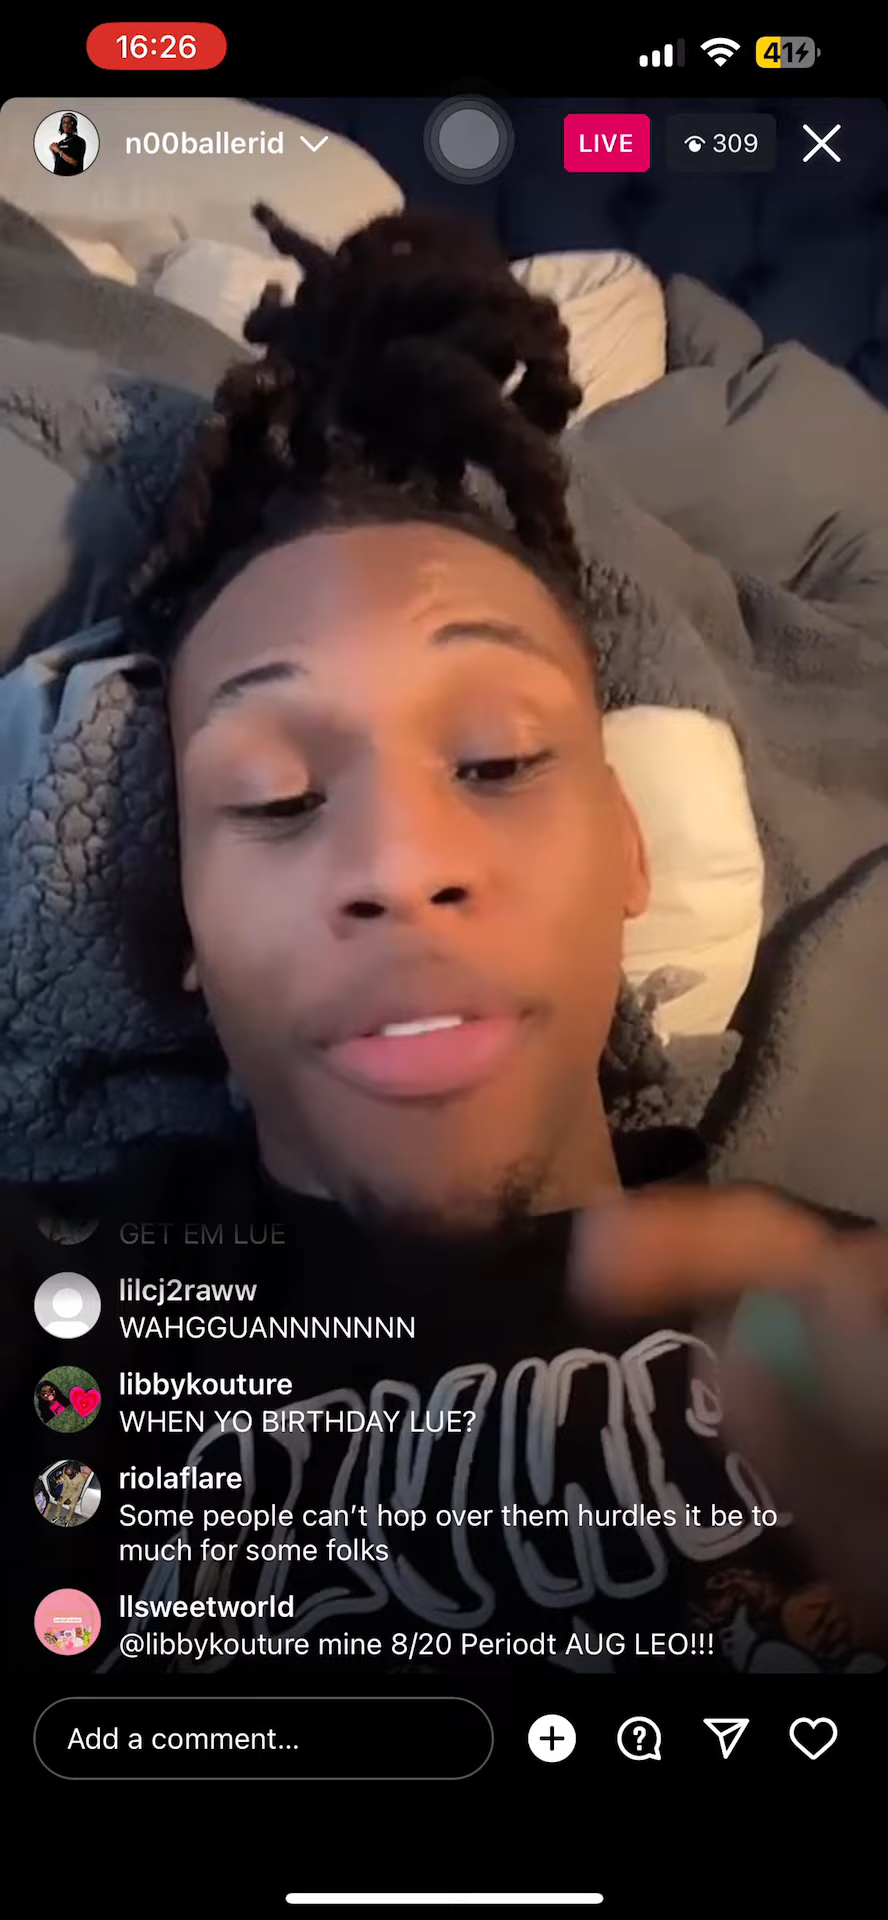 16:26
41
n00ballerid
LIVE
309
GET EM LUE
lilcj2raww
WAHGGUANNNNNNN
libbykouture
WHEN YO BIRTHDAY LUE?
riolaflare
Some people can’t hop over them hurdles it be to
much for some folks
llsweetworld
@libbykouture mine 8/20 Periodt AUG LEO!!!
Add a comment...